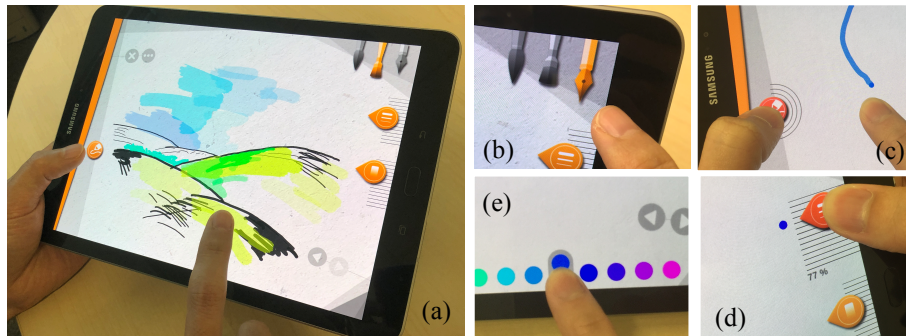 SAMSUNG
(a)
(b)
SAMSUNG
(c)
(e)
77 %
(d)